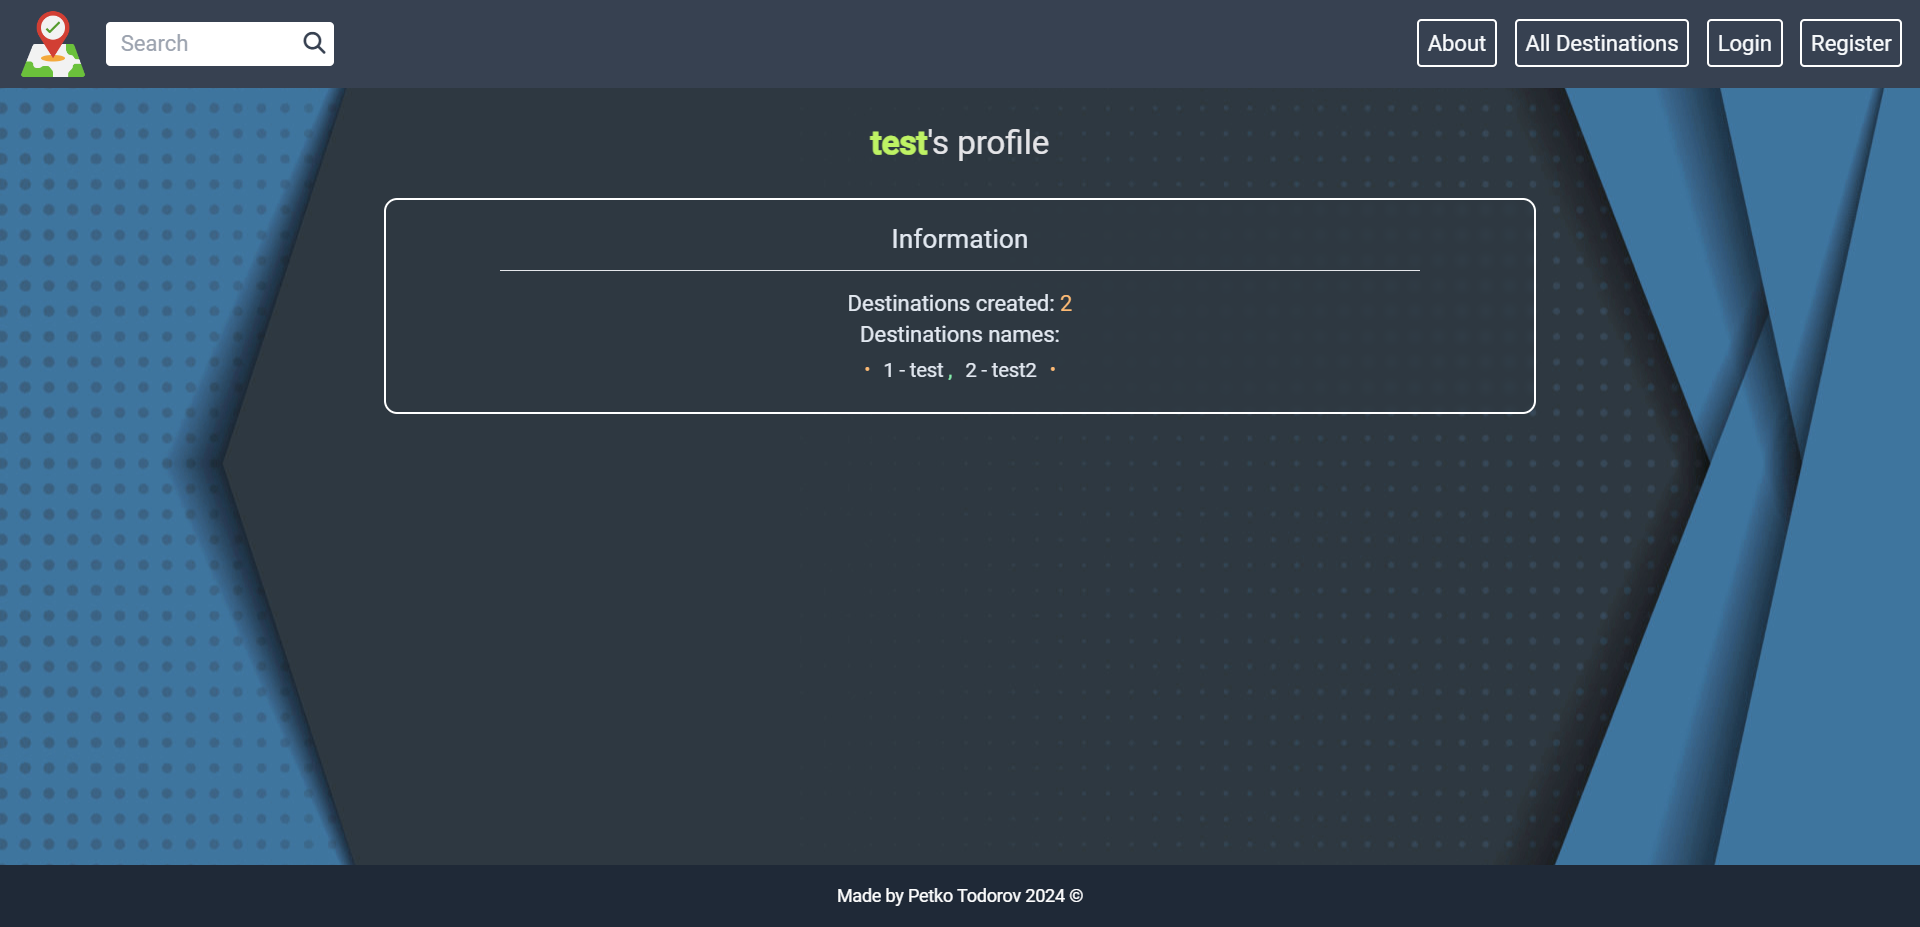 Search
About
All Destinations
Login
Register
test's profile
Information
Destinations created: 2
Destinations names:
• 1 - test , 2 - test2 •
Made by Petko Todorov 2024 ©